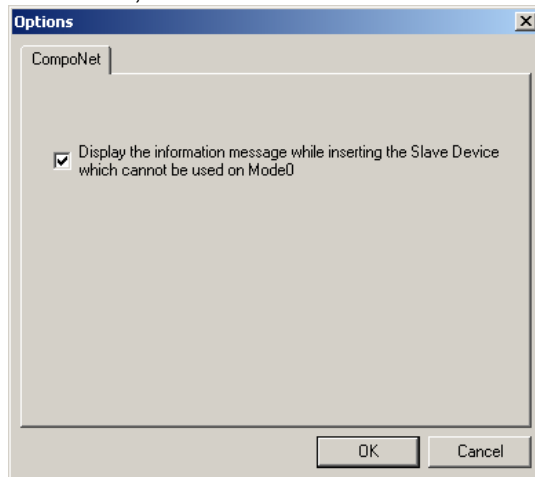 Options
CompoNet
Display the information message while inserting the Slave Device
which cannot be used on Mode0
OK
Cancel